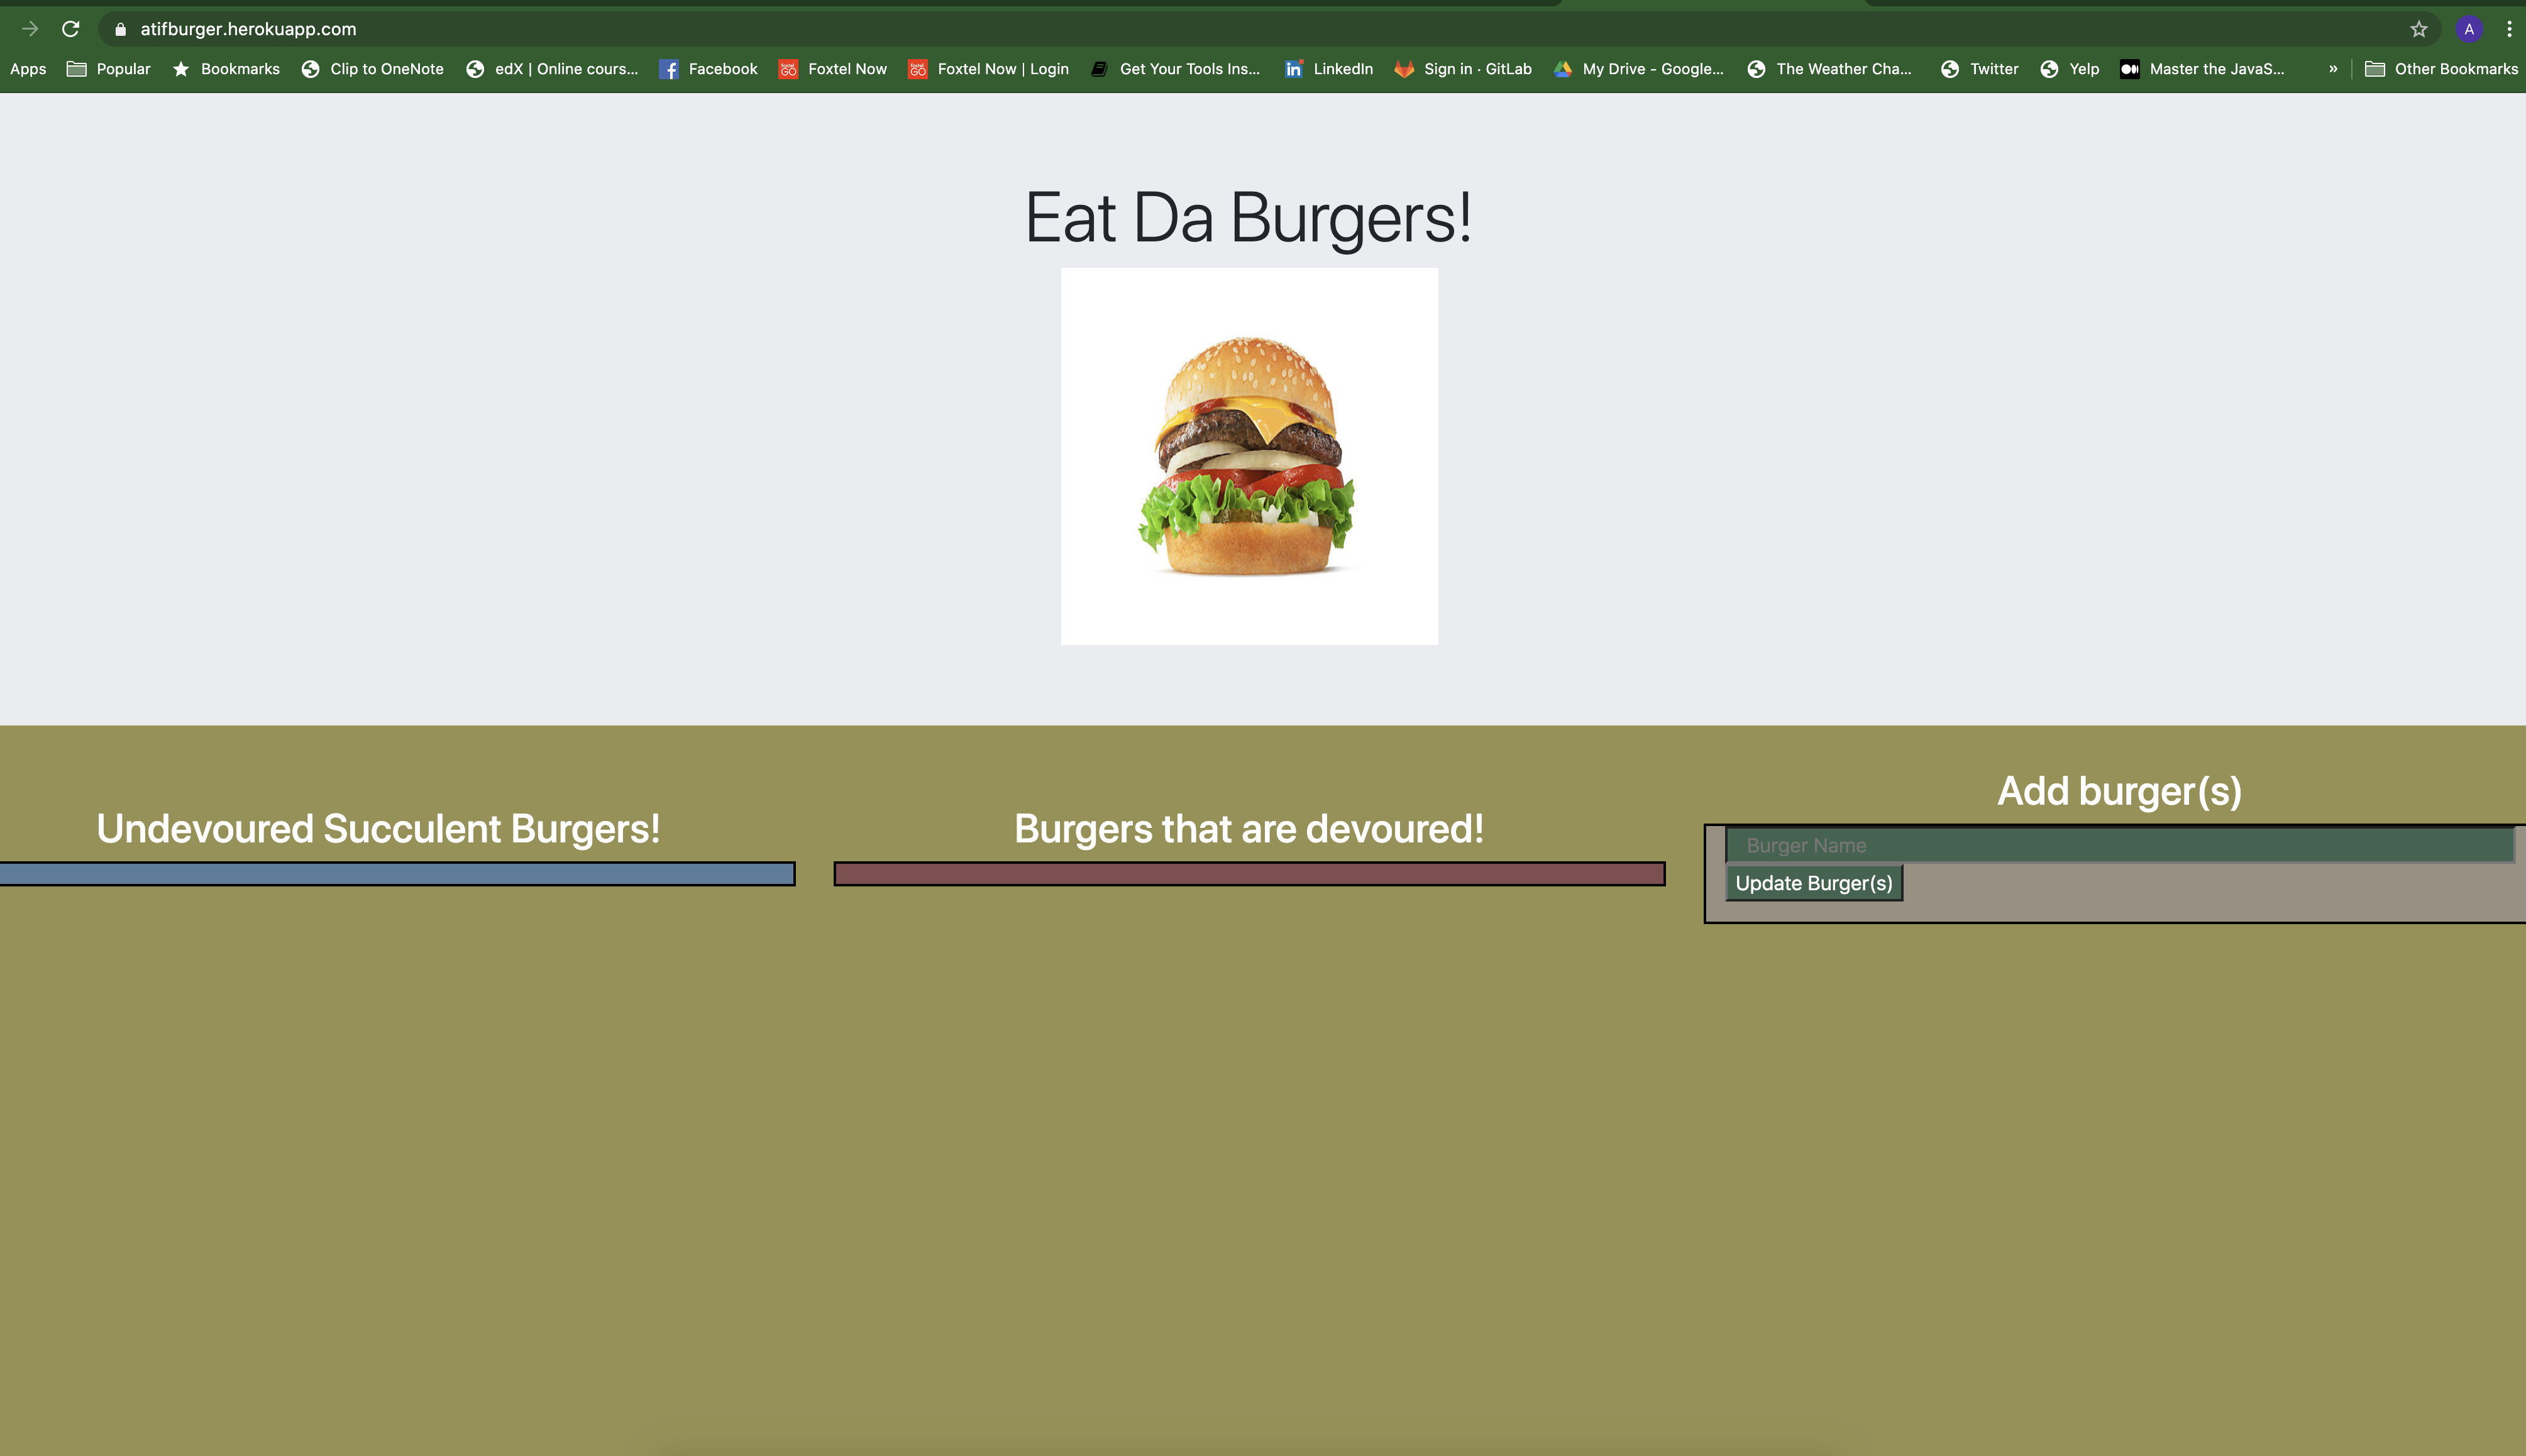 atifburger.herokuapp.com
A
Apps Popular Bookmarks Clip to OneNote edX | Online cours... Facebook Foxtel Now Foxtel Now | Login Get Your Tools Ins... LinkedIn Sign in · GitLab My Drive - Google... The Weather Cha... Twitter Yelp Master the JavaS... » Other Bookmarks
Eat Da Burgers!
Undevoured Succulent Burgers!
Burgers that are devoured!
Add burger(s)
Burger Name
Update Burger(s)